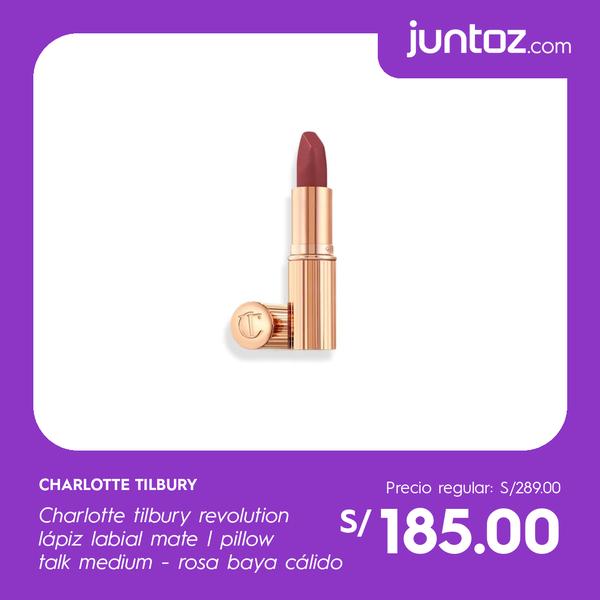 juntoz.com
CT
CHARLOTTE TILBURY
Charlotte tilbury revolution
lápiz labial mate | pillow
talk medium - rosa baya cálido
Precio regular: S/289.00
S/185.00